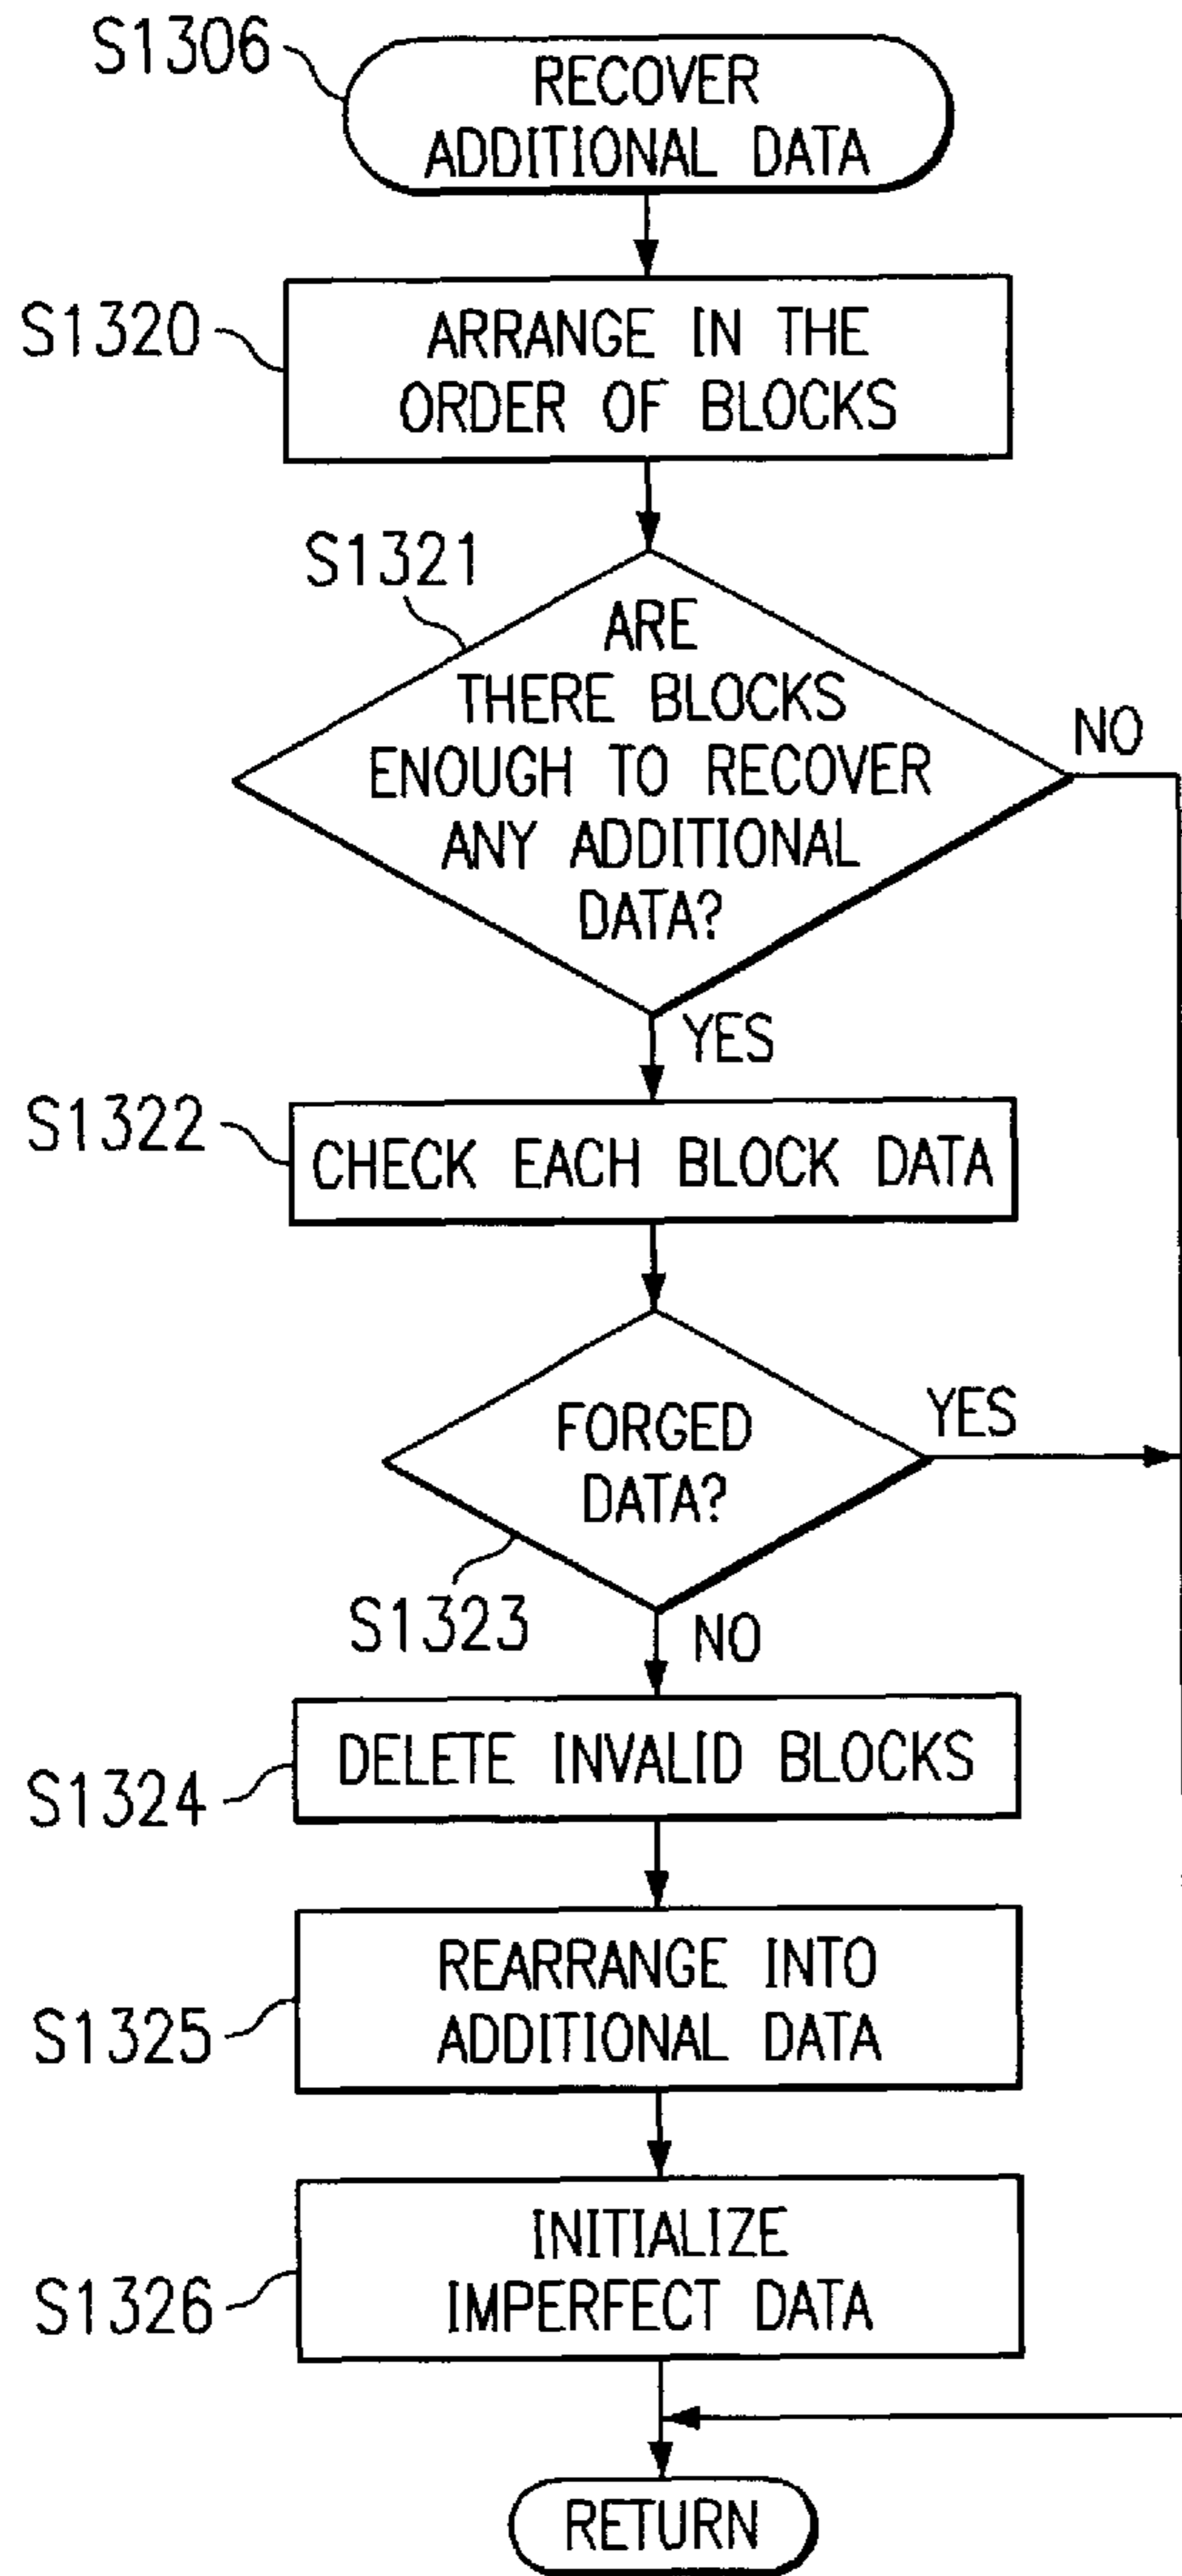 S1306
RECOVER
ADDITIONAL DATA
S1320
ARRANGE IN THE
ORDER OF BLOCKS
S1321
ARE
THERE BLOCKS
ENOUGH TO RECOVER
ANY ADDITIONAL
DATA?
NO
YES
S1322
CHECK EACH BLOCK DATA
FORGED
DATA?
YES
S1323
NO
S1324
DELETE INVALID BLOCKS
S1325
REARRANGE INTO
ADDITIONAL DATA
S1326
INITIALIZE
IMPERFECT DATA
RETURN